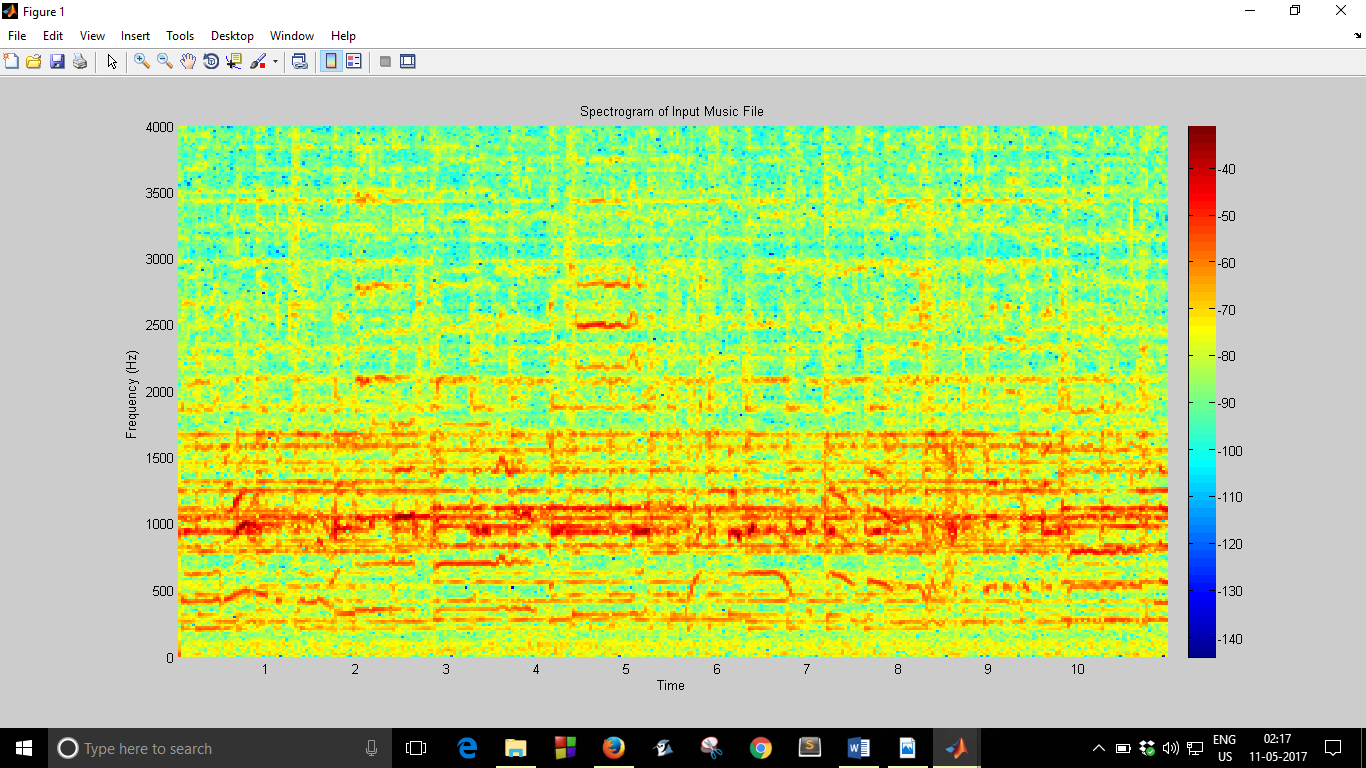 Figure 1
File Edit View Insert Tools Desktop Window Help
Spectrogram of Input Music File
4000
3500
3000
2500
2000
1500
1000
500
0
Frequency (Hz)
1 2 3 4 5 6 7 8 9 10
Time
-40
-50
-60
-70
-80
-90
-100
-110
-120
-130
-140
Type here to search
ENG
US
02:17
11-05-2017